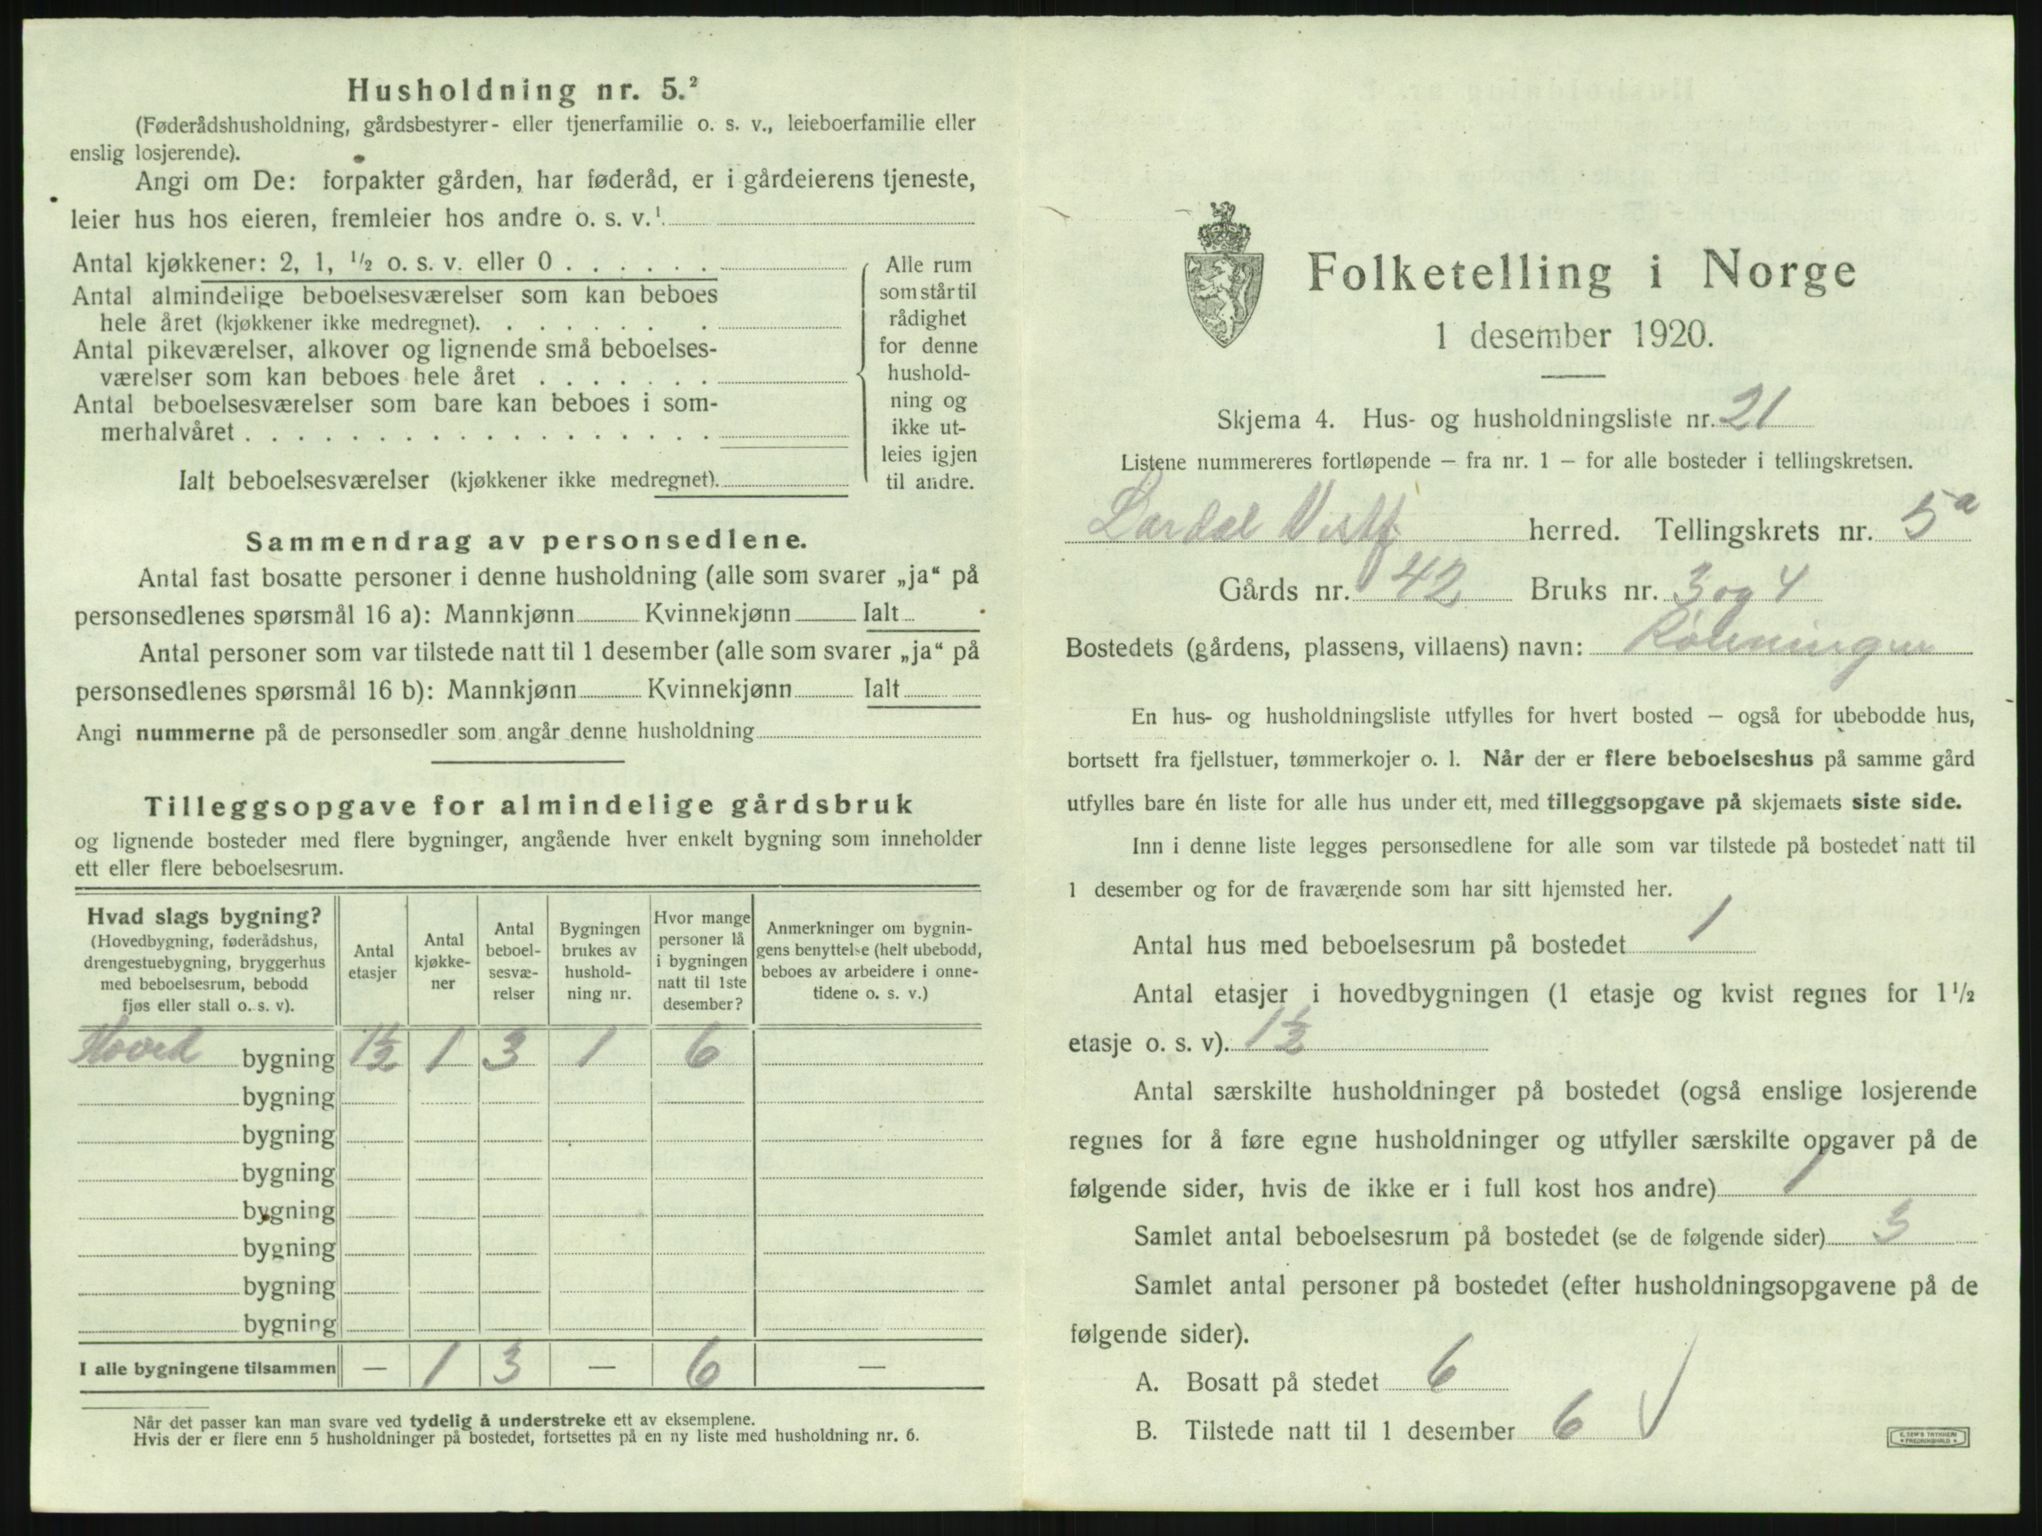 Husholdning nr. 5.²
(Føderådshusholdning, gårdsbestyrer- eller tjenerfamilie o. s. v., leieboerfamilie eller
enslig losjerende).
Angi om De: forpakter gården, har føderåd, er i gårdeierens tjeneste,
leier hus hos eieren, fremleier hos andre o. s. v.¹
Antal kjøkkener: 2, 1, ½ o. s. v. eller 0 . . . . . .
Antal almindelige beboelsesværelser som kan beboes
hele året (kjøkkener ikke medregnet). . . . . . . .
Antal pikeværelser, alkover og lignende små beboelses-
værelser som kan beboes hele året . . . . . . .
Antal beboelsesværelser som bare kan beboes i som-
merhalvåret . . . . . . . . . . . . . . . . . .
Ialt beboelsesværelser (kjøkkener ikke medregnet).
Alle rum
som står til
rådighet
for denne
hushold-
ning og
ikke ut-
leies igjen
til andre.
Sammendrag av personsedlene.
Antal fast bosatte personer i denne husholdning (alle som svarer „ja“ på
personsedlenes spørsmål 16 a): Mannkjønn Kvinnekjønn Ialt
Antal personer som var tilstede natt til 1 desember (alle som svarer „ja“ på
personsedlenes spørsmål 16 b): Mannkjønn Kvinnekjønn Ialt
Angi nummerne på de personsedler som angår denne husholdning
Tilleggsopgave for almindelige gårdsbruk
og lignende bosteder med flere bygninger, angående hver enkelt bygning som inneholder
ett eller flere beboelsesrum.
Hvad slags bygning?
(Hovedbygning, føderådshus,
drengestuebygning, bryggerhus
med beboelsesrum, bebodd
fjøs eller stall o. s. v).
Antal
etasjer
Antal
kjøkke-
ner
Antal
beboel-
sesvæ-
relser
Bygningen
brukes av
hushold-
ning nr.
Hvor mange
personer lå
i bygningen
natt til 1ste
desember?
Anmerkninger om bygnin-
gens benyttelse (helt ubebodd,
beboes av arbeidere i onne-
tidene o. s. v.)
Hoved bygning 1½ 1 3 1 6
bygning
bygning
bygning
bygning
bygning
bygning
bygning
I alle bygningene tilsammen — 1 3 — 6 —
Når det passer kan man svare ved tydelig å understreke ett av eksemplene.
Hvis der er flere enn 5 husholdninger på bostedet, fortsettes på en ny liste med husholdning nr. 6.
Folketelling i Norge
1 desember 1920.
Skjema 4. Hus- og husholdningsliste nr. 21
Listene nummereres fortløpende – fra nr. 1 – for alle bosteder i tellingskretsen.
Lardal Vestf herred. Tellingskrets nr. 5a
Gårds nr. 42 Bruks nr. 3 og 4
Bostedets (gårdens, plassens, villaens) navn: Rønningen
En hus- og husholdningsliste utfylles for hvert bosted – også for ubebodde hus,
bortsett fra fjellstuer, tømmerkojer o. l. Når der er flere beboelseshus på samme gård
utfylles bare én liste for alle hus under ett, med tilleggsopgave på skjemaets siste side.
Inn i denne liste legges personsedlene for alle som var tilstede på bostedet natt til
1 desember og for de fraværende som har sitt hjemsted her.
Antal hus med beboelsesrum på bostedet 1
Antal etasjer i hovedbygningen (1 etasje og kvist regnes for 1½
etasje o. s. v). 1½
Antal særskilte husholdninger på bostedet (også enslige losjerende
regnes for å føre egne husholdninger og utfyller særskilte opgaver på de
følgende sider, hvis de ikke er i full kost hos andre) 1
Samlet antal beboelsesrum på bostedet (se de følgende sider) 3
Samlet antal personer på bostedet (efter husholdningsopgavene på de
følgende sider).
A. Bosatt på stedet 6
B. Tilstede natt til 1 desember 6 √
E. SEM'S TRYKKERI
FREDRIKSHALD